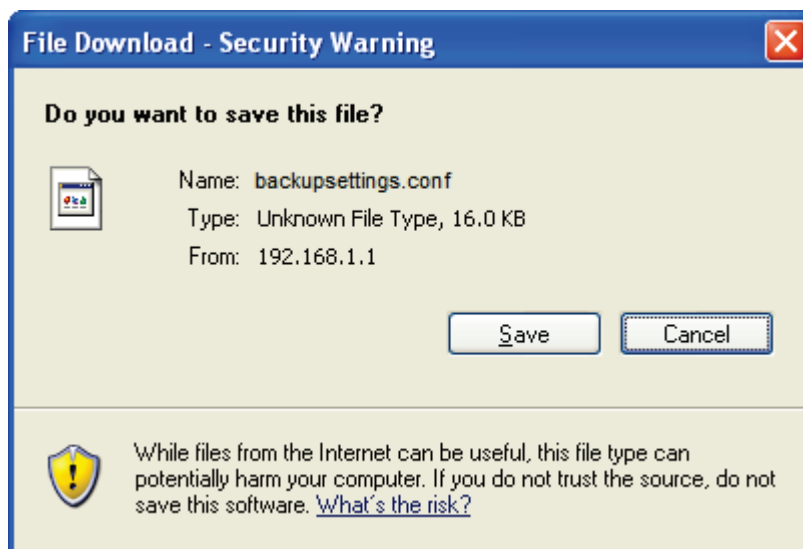 File Download - Security Warning
Do you want to save this file?
Name: backupsettings.conf
Type: Unknown File Type, 16.0 KB
From: 192.168.1.1
Save
Cancel
While files from the Internet can be useful, this file type can
potentially harm your computer. If you do not trust the source, do not
save this software. What's the risk?